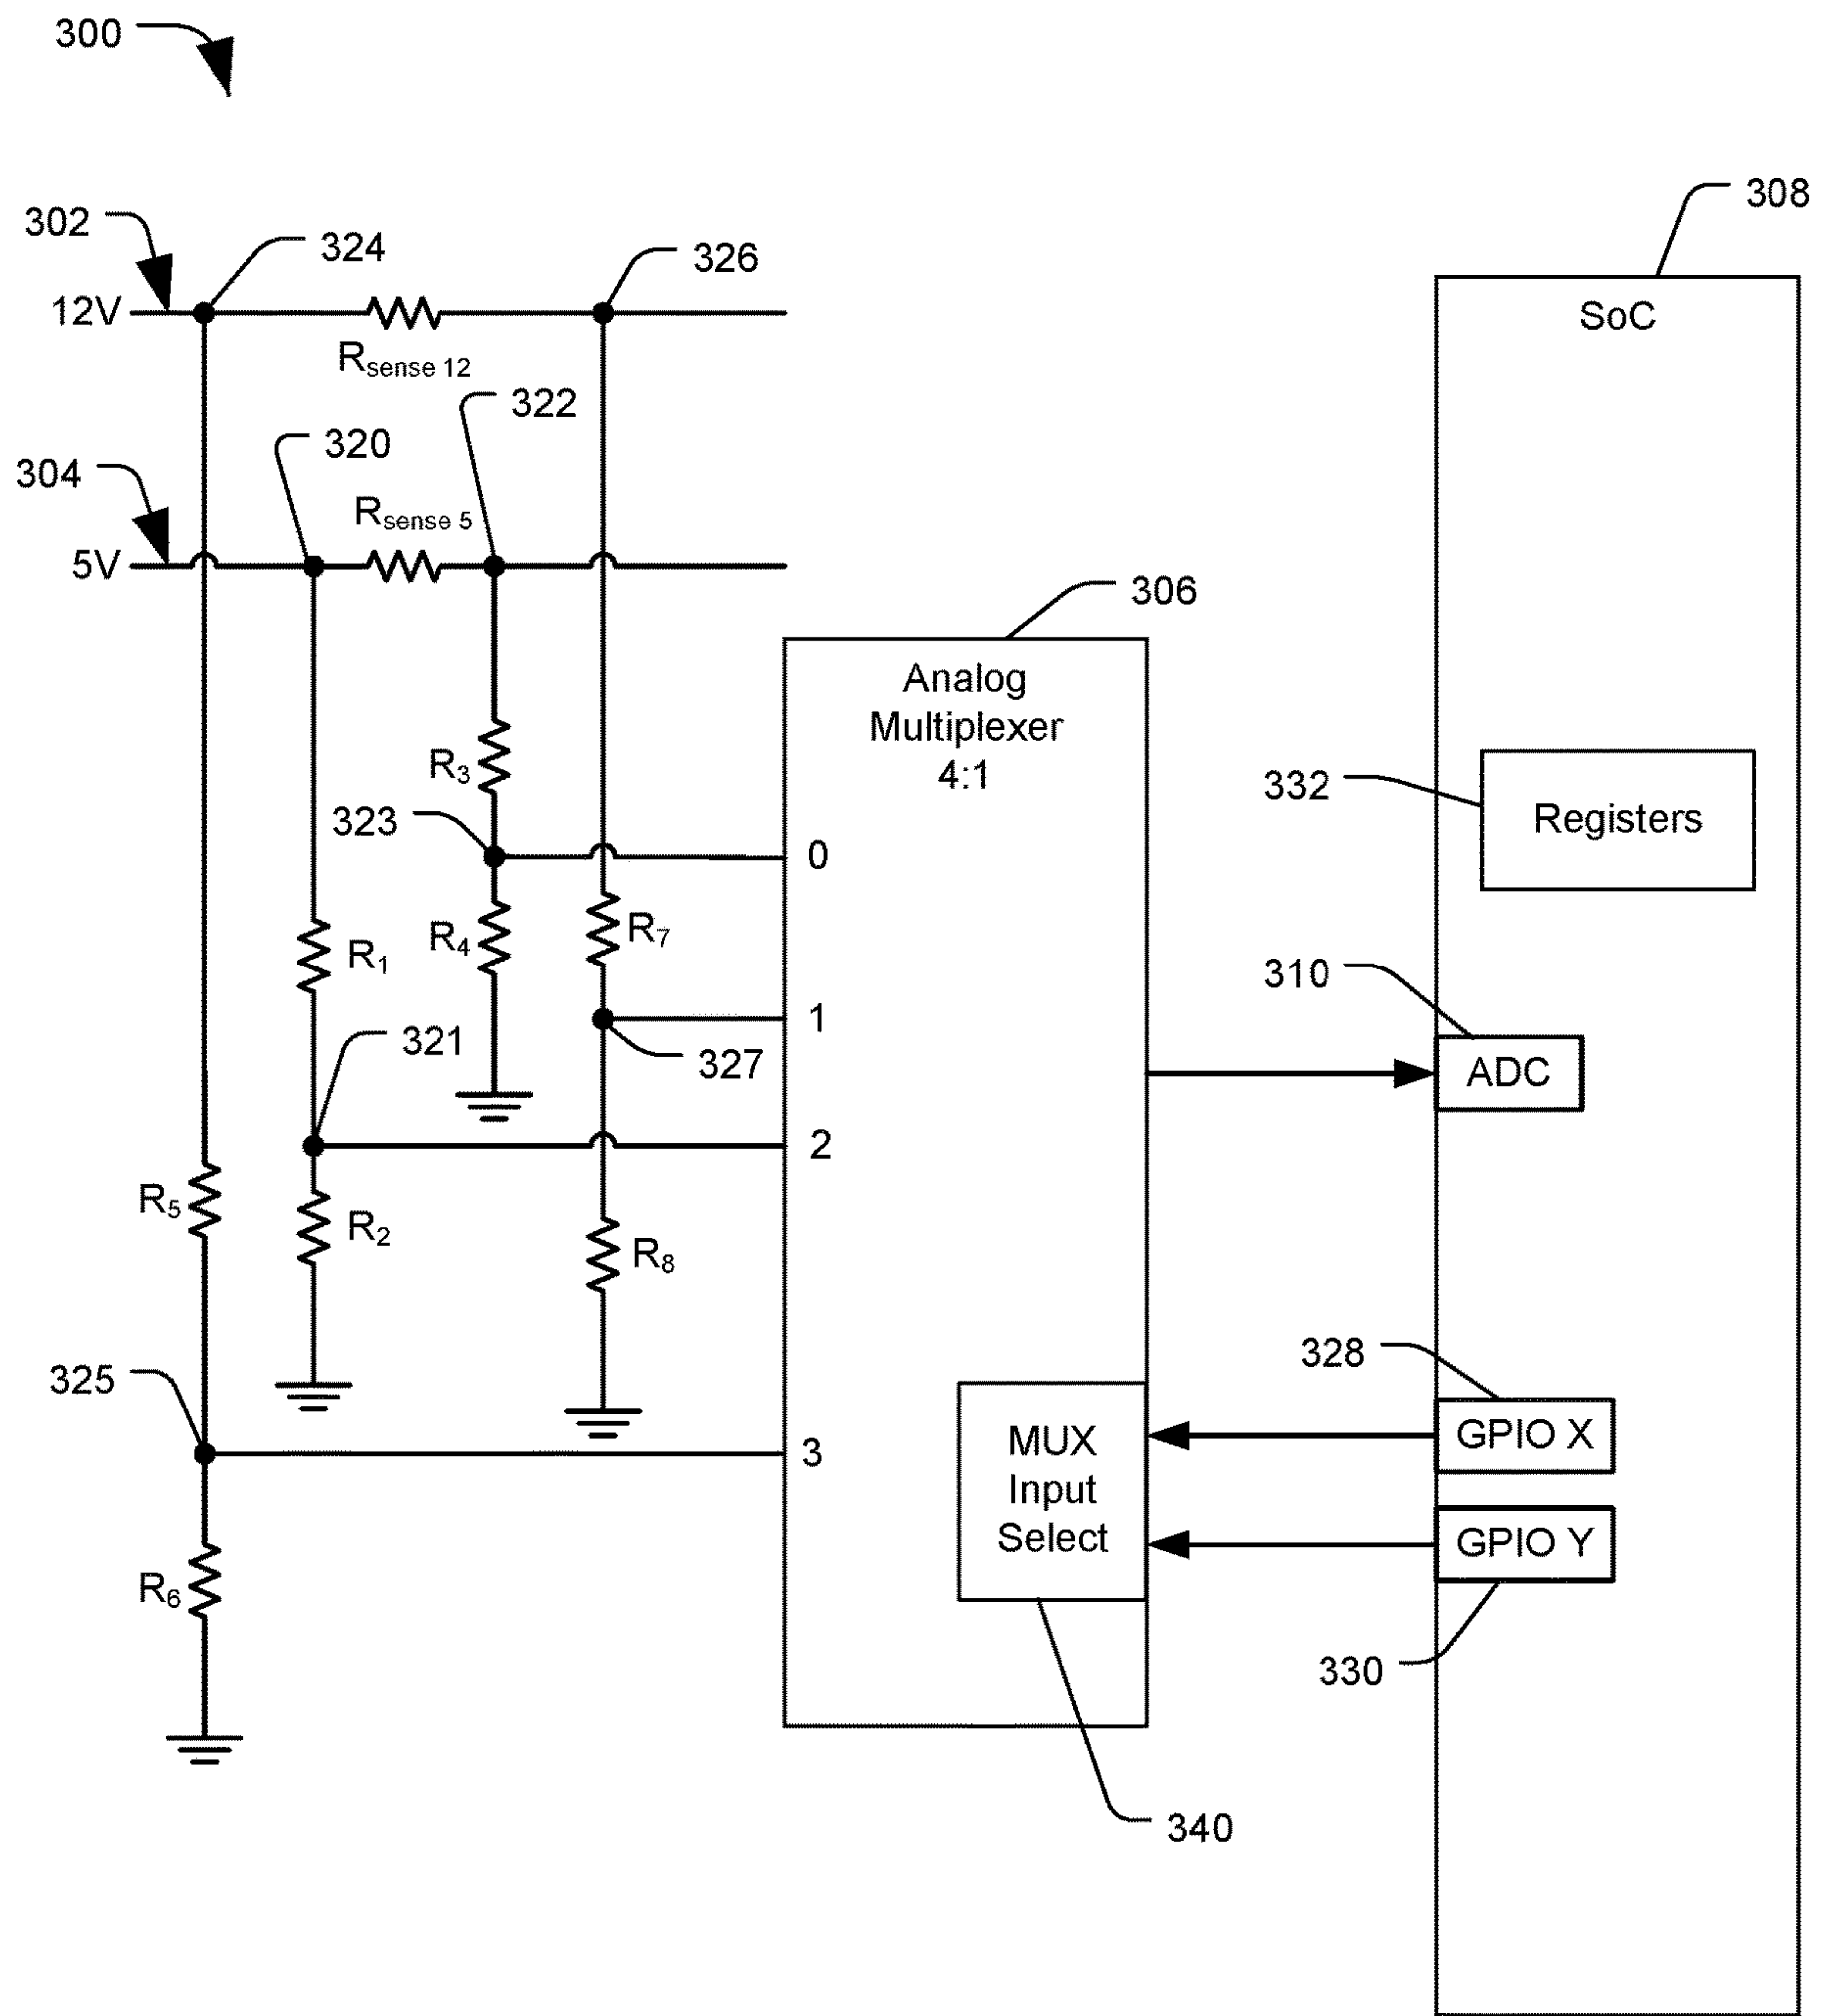 300
308
302
324
326
12V
SoC
Rsense 12
322
320
304
Rsense 5
5V
306
Analog
Multiplexer
4:1
R3
332
Registers
323
0
R7
R4
R1
310
1
321
327
ADC
2
R5
R2
R8
328
325
GPIO X
MUX
Input
Select
3
GPIO Y
R6
330
340